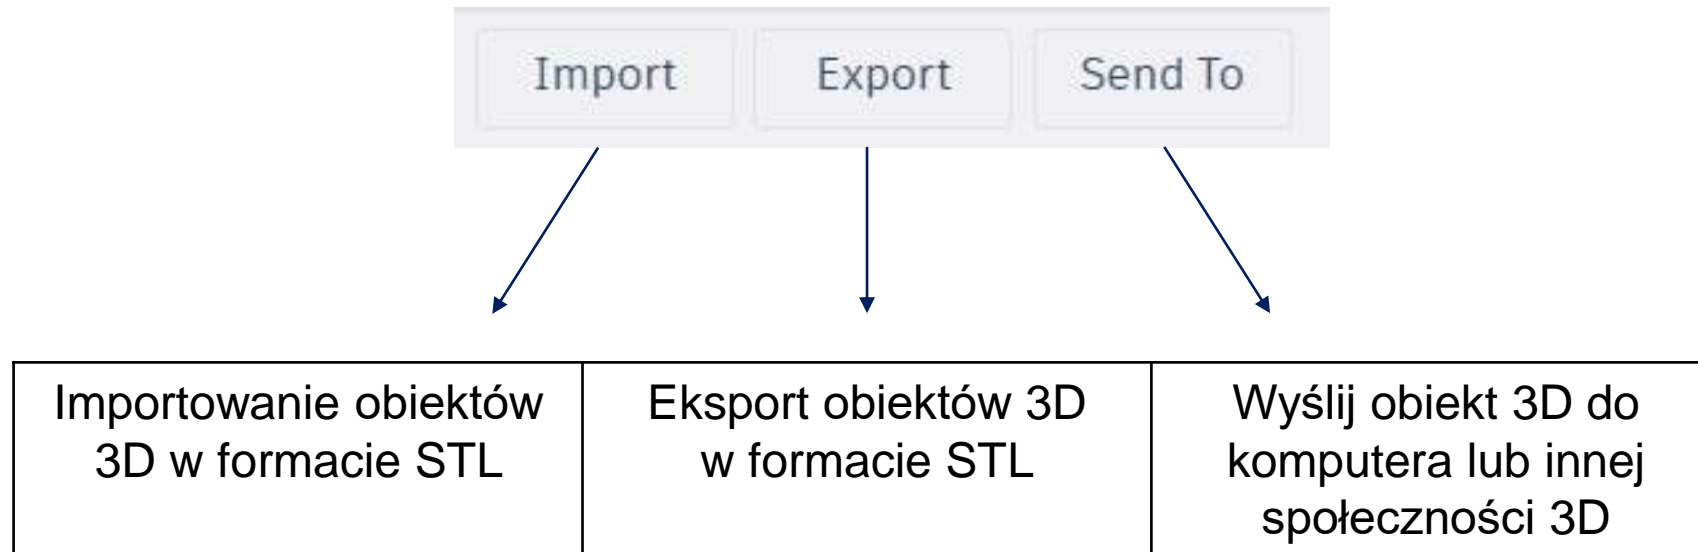 Import
Export
Send To
Importowanie obiektów
3D w formacie STL
Eksport obiektów 3D
w formacie STL
Wyślij obiekt 3D do
komputera lub innej
społeczności 3D